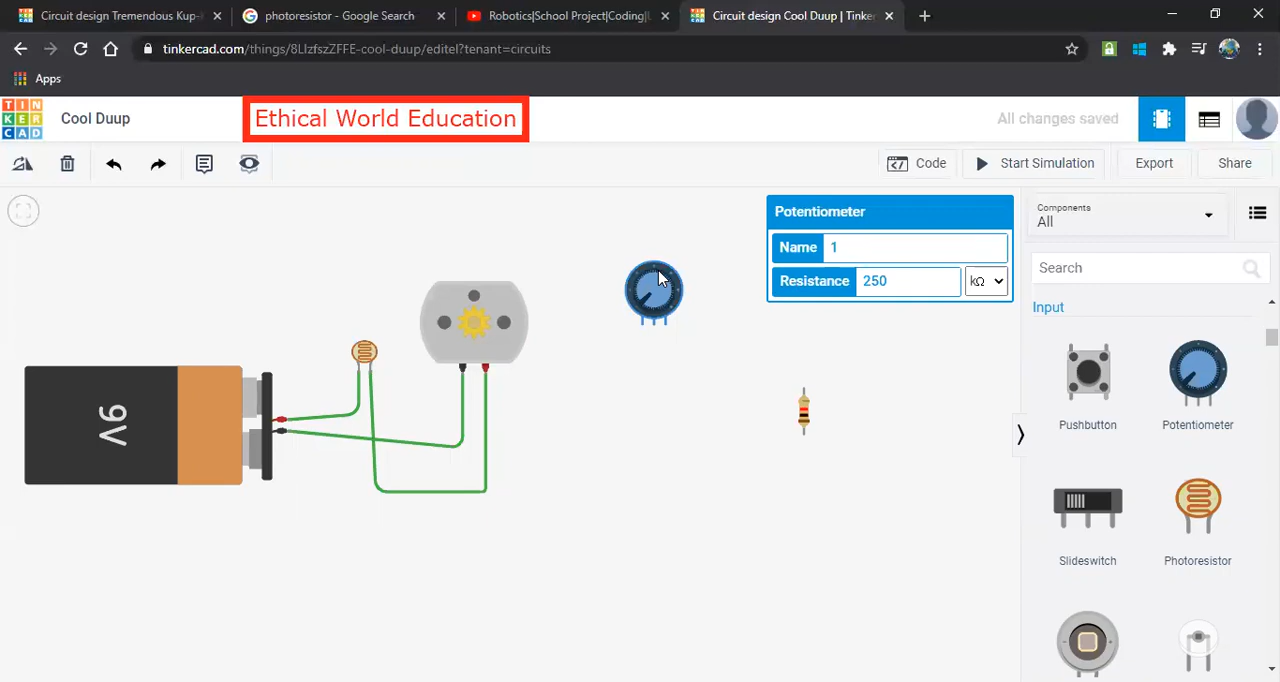 Circuit design Tremendous Kup-
photoresistor - Google Search
Robotics|School Project|Coding|
Circuit design Cool Duup | Tinker
tinkercad.com/things/8LIzfszZFFE-cool-duup/editel?tenant=circuits
Apps
TIN
KER
CAD
Cool Duup
Ethical World Education
All changes saved
Code
Start Simulation
Export
Share
Potentiometer
Name 1
Resistance 250 kΩ
Components
All
Search
Input
Pushbutton
Potentiometer
Slideswitch
Photoresistor
9V